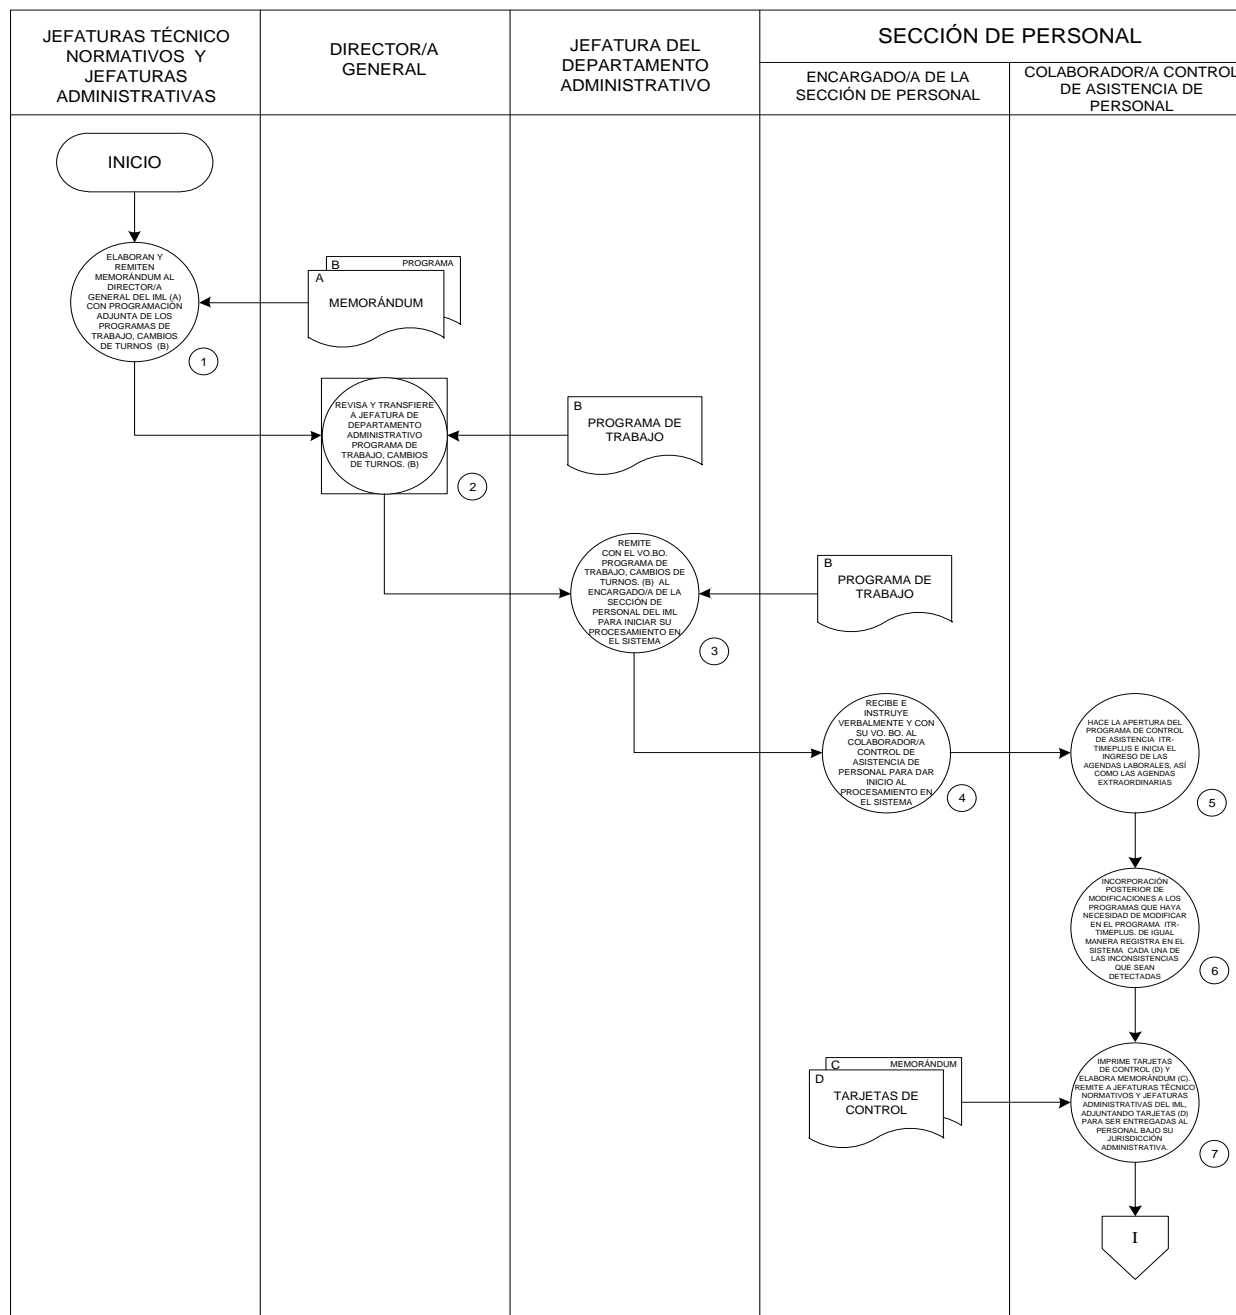 JEFATURAS TÉCNICO
NORMATIVOS Y
JEFATURAS
ADMINISTRATIVAS
DIRECTOR/A
GENERAL
JEFATURA DEL
DEPARTAMENTO
ADMINISTRATIVO
SECCIÓN DE PERSONAL
ENCARGADO/A DE LA
SECCIÓN DE PERSONAL
COLABORADOR/A CONTROL
DE ASISTENCIA DE
PERSONAL
INICIO
ELABORAN Y
REMITEN
MEMORÁNDUM AL
DIRECTOR/A
GENERAL DEL IML (A)
CON PROGRAMACIÓN
ADJUNTA DE LOS
PROGRAMAS DE
TRABAJO, CAMBIOS
DE TURNOS (B)
1
B PROGRAMA
A
MEMORÁNDUM
REVISA Y TRANSFIERE
A JEFATURA DE
DEPARTAMENTO
ADMINISTRATIVO
PROGRAMA DE
TRABAJO, CAMBIOS
DE TURNOS. (B)
2
B
PROGRAMA DE
TRABAJO
REMITE
CON EL VO.BO.
PROGRAMA DE
TRABAJO, CAMBIOS DE
TURNOS. (B) AL
ENCARGADO/A DE LA
SECCIÓN DE
PERSONAL DEL IML
PARA INICIAR SU
PROCESAMIENTO EN
EL SISTEMA
3
B
PROGRAMA DE
TRABAJO
RECIBE E
INSTRUYE
VERBALMENTE Y CON
SU VO. BO. AL
COLABORADOR/A
CONTROL DE
ASISTENCIA DE
PERSONAL PARA DAR
INICIO AL
PROCESAMIENTO EN
EL SISTEMA
4
HACE LA APERTURA DEL
PROGRAMA DE CONTROL
DE ASISTENCIA ITR-
TIMEPLUS E INICIA EL
INGRESO DE LAS
AGENDAS LABORALES, ASÍ
COMO LAS AGENDAS
EXTRAORDINARIAS
5
INCORPORACIÓN
POSTERIOR DE
MODIFICACIONES A LOS
PROGRAMAS QUE HAYA
NECESIDAD DE MODIFICAR
EN EL PROGRAMA ITR-
TIMEPLUS. DE IGUAL
MANERA REGISTRA EN EL
SISTEMA CADA UNA DE
LAS INCONSISTENCIAS
QUE SEAN
DETECTADAS
6
C MEMORÁNDUM
D
TARJETAS DE
CONTROL
IMPRIME TARJETAS
DE CONTROL (D) Y
ELABORA MEMORÁNDUM (C).
REMITE A JEFATURAS TÉCNICO
NORMATIVOS Y JEFATURAS
ADMINISTRATIVAS DEL IML,
ADJUNTANDO TARJETAS (D)
PARA SER ENTREGADAS AL
PERSONAL BAJO SU
JURISDICCIÓN
ADMINISTRATIVA.
7
I